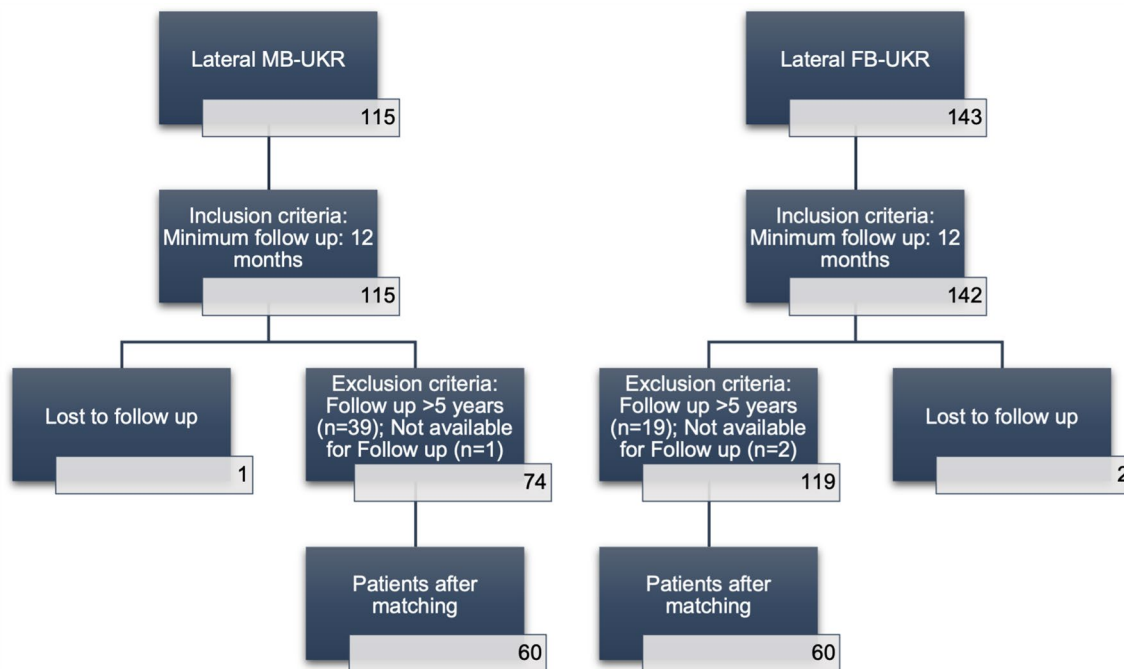 Lateral MB-UKR
115
Lateral FB-UKR
143
Inclusion criteria:
Minimum follow up: 12
months
115
Inclusion criteria:
Minimum follow up: 12
months
142
Lost to follow up
1
Exclusion criteria:
Follow up >5 years
(n=39); Not available
for Follow up (n=1)
74
Exclusion criteria:
Follow up >5 years
(n=19); Not available
for Follow up (n=2)
119
Lost to follow up
2
Patients after
matching
60
Patients after
matching
60